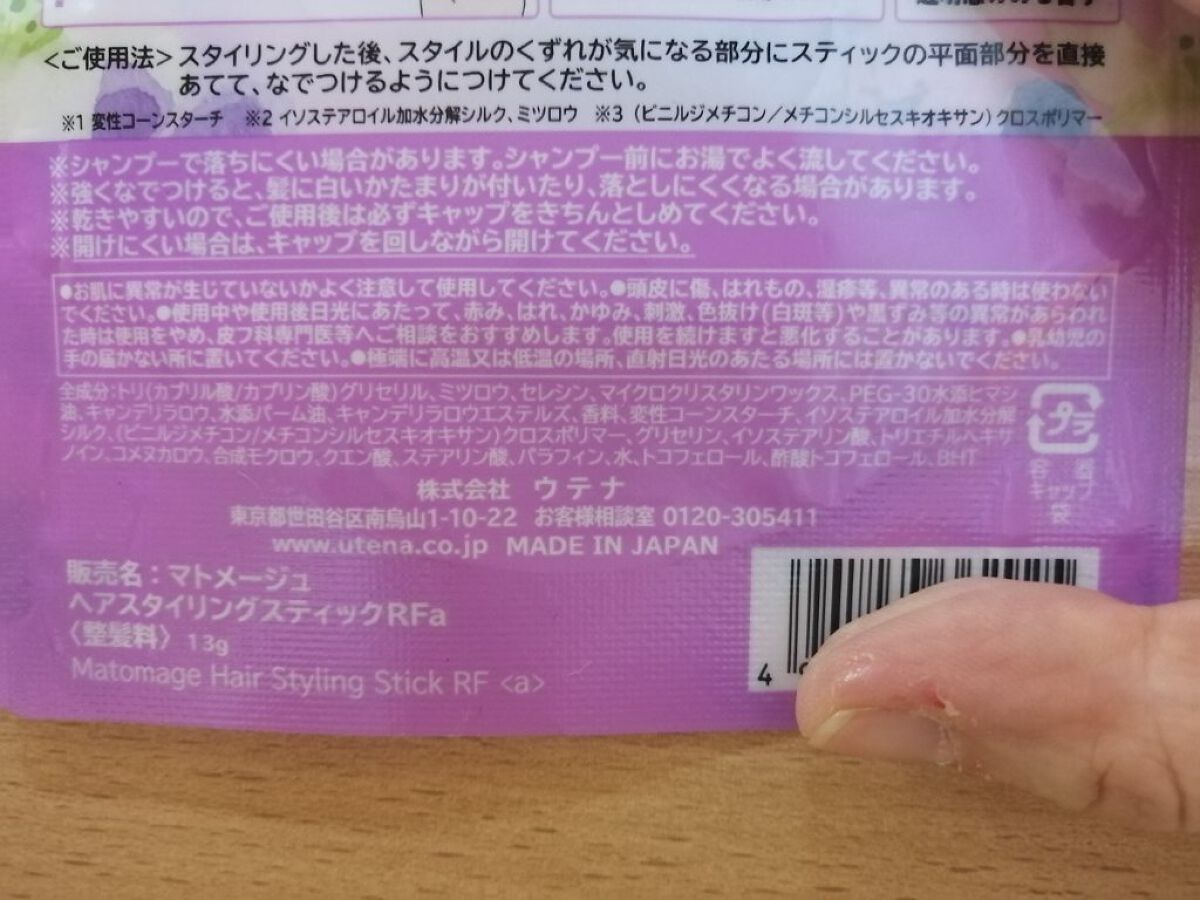 <ご使用法>スタイリングした後、スタイルのくずれが気になる部分にスティックの平面部分を直接
あてて、なでつけるようにつけてください。
※1 変性コーンスターチ ※2 イソステアロイル加水分解シルク、ミツロウ ※3（ビニルジメチコン/メチコンシルセスキオキサン）クロスポリマー
※シャンプーで落ちにくい場合があります。シャンプー前にお湯でよく流してください。
※強くなでつけると、髪に白いかたまりが付いたり、落としにくくなる場合があります。
※乾きやすいので、ご使用後は必ずキャップをきちんとしめてください。
※開けにくい場合は、キャップを回しながら開けてください。
●お肌に異常が生じていないかよく注意して使用してください。●頭皮に傷、はれもの、湿疹等、異常のある時は使わない
でください。●使用中や使用後日光にあたって、赤み、はれ、かゆみ、刺激、色抜け(白斑等)や黒ずみ等の異常があらわれ
た時は使用をやめ、皮フ科専門医等へご相談をおすすめします。使用を続けますと悪化することがあります。●乳幼児の
手の届かない所に置いてください。●極端に高温又は低温の場所、直射日光のあたる場所には置かないでください。
全成分:トリ(カプリル酸/カプリン酸)グリセリル、ミツロウ、セレシン、マイクロクリスタリンワックス、PEG-30水添ヒマシ
油、キャンデリラロウ、水添パーム油、キャンデリラロウエステルズ、香料、変性コーンスターチ、イソステアロイル加水分解
シルク、(ビニルジメチコン/メチコンシルセスキオキサン)クロスポリマー、グリセリン、イソステアリン酸、トリエチルヘキサ
ノイン、コメヌカロウ、合成モクロウ、クエン酸、ステアリン酸、パラフィン、水、トコフェロール、酢酸トコフェロール、BHT
プラ
容器
キャップ
袋
株式会社 ウテナ
東京都世田谷区南烏山1-10-22 お客様相談室 0120-305411
www.utena.co.jp MADE IN JAPAN
販売名：マトメージュ
ヘアスタイリングスティックRFa
〈整髪料〉13g
Matomage Hair Styling Stick RF <a>
4